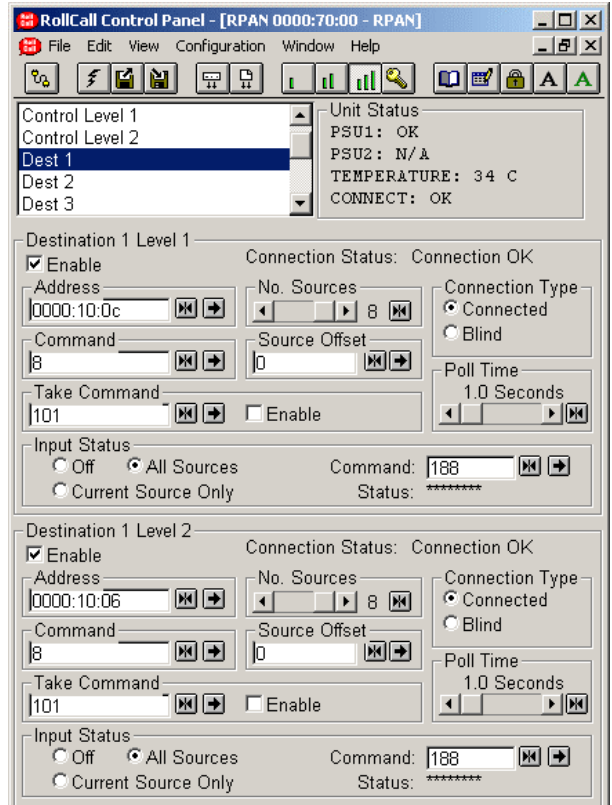 RollCall Control Panel - [RPAN 0000:70:00 - RPAN]
File Edit View Configuration Window Help
A A
Control Level 1
Control Level 2
Dest 1
Dest 2
Dest 3
Unit Status
PSU1: OK
PSU2: N/A
TEMPERATURE: 34 C
CONNECT: OK
Destination 1 Level 1
Enable
Connection Status: Connection OK
Address
0000:10:0c
No. Sources
8
Connection Type
Connected
Blind
Command
8
Source Offset
0
Poll Time
1.0 Seconds
Take Command
101
Enable
Input Status
Off All Sources
Current Source Only
Command: 188
Status: ********
Destination 1 Level 2
Enable
Connection Status: Connection OK
Address
0000:10:06
No. Sources
8
Connection Type
Connected
Blind
Command
8
Source Offset
0
Poll Time
1.0 Seconds
Take Command
101
Enable
Input Status
Off All Sources
Current Source Only
Command: 188
Status: ********